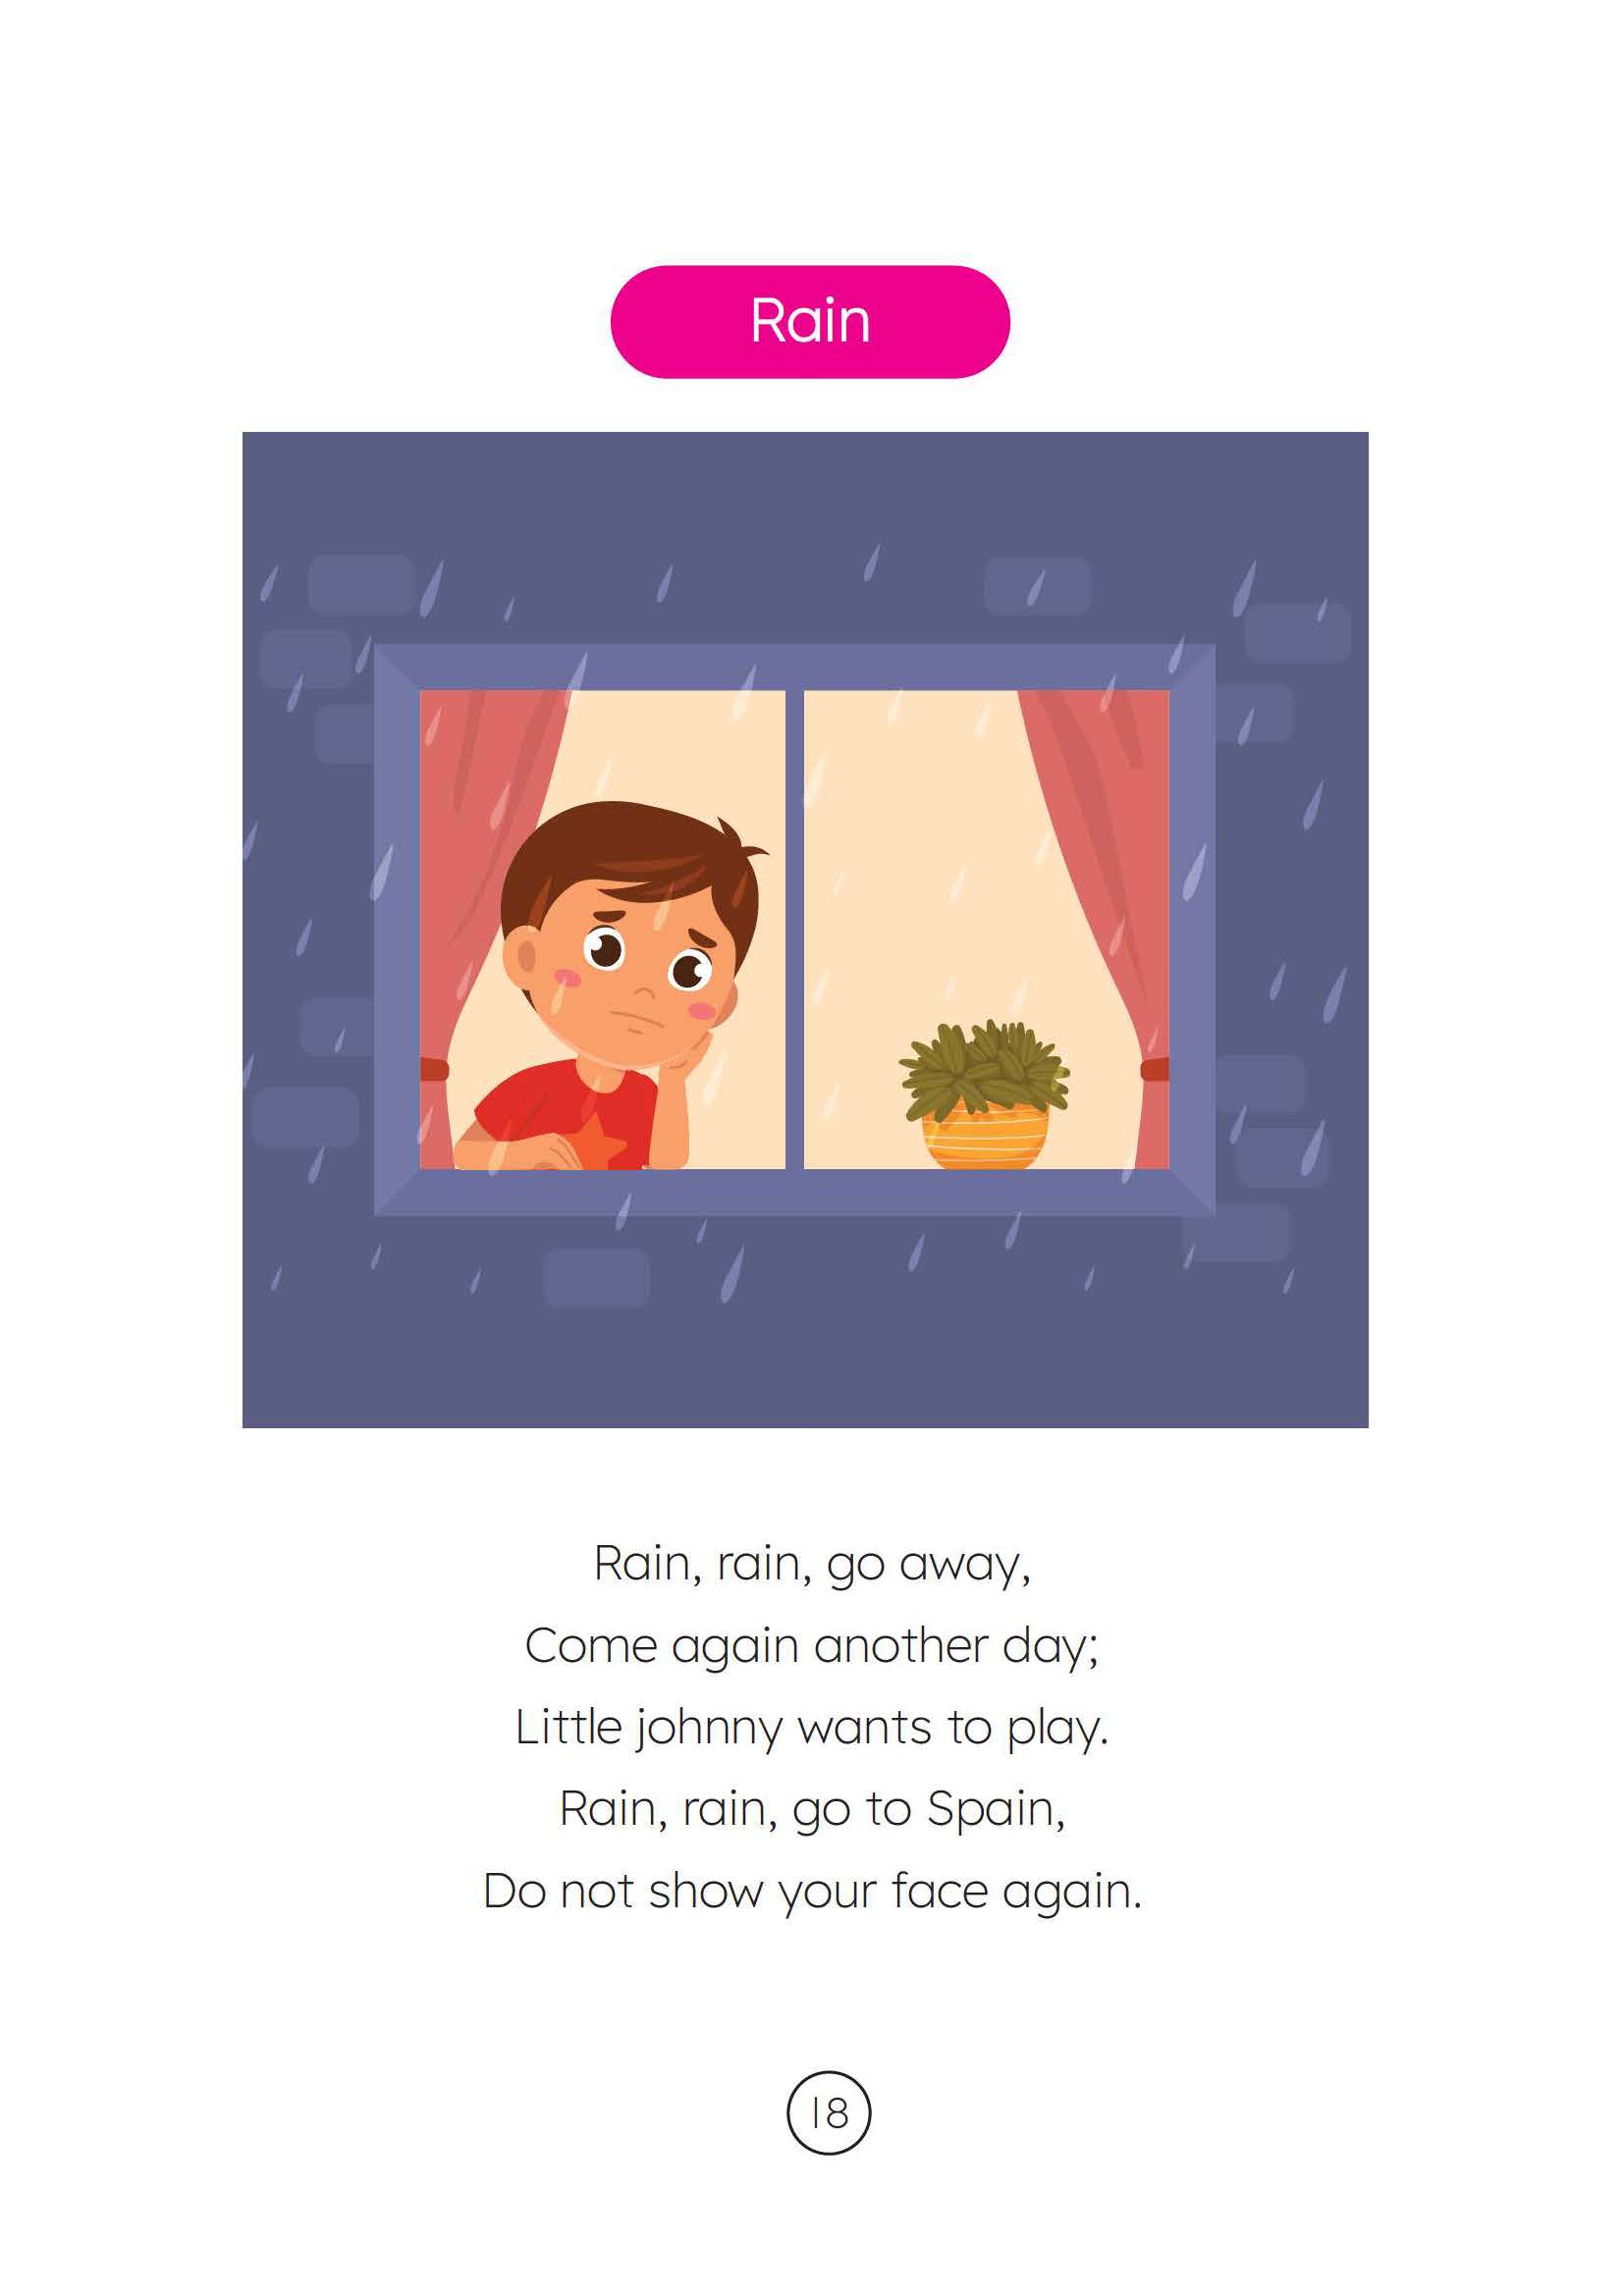 Rain
Rain, rain, go away,
Come again another day;
Little johnny wants to play.
Rain, rain, go to Spain,
Do not show your face again.
18